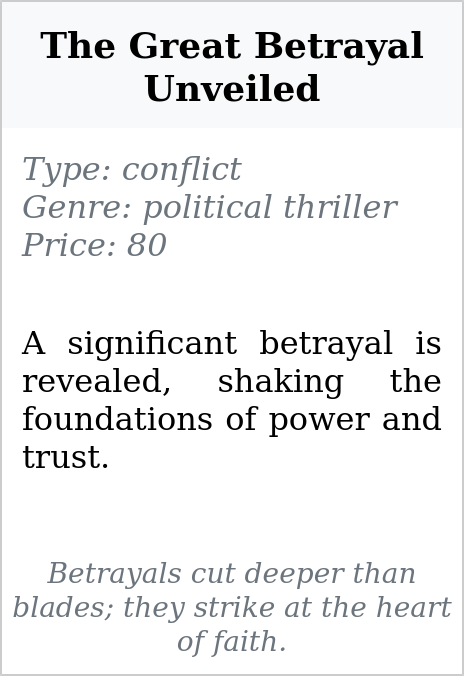 The Great Betrayal
Unveiled
Type: conflict
Genre: political thriller
Price: 80
A significant betrayal is
revealed, shaking the
foundations of power and
trust.
Betrayals cut deeper than
blades; they strike at the heart
of faith.